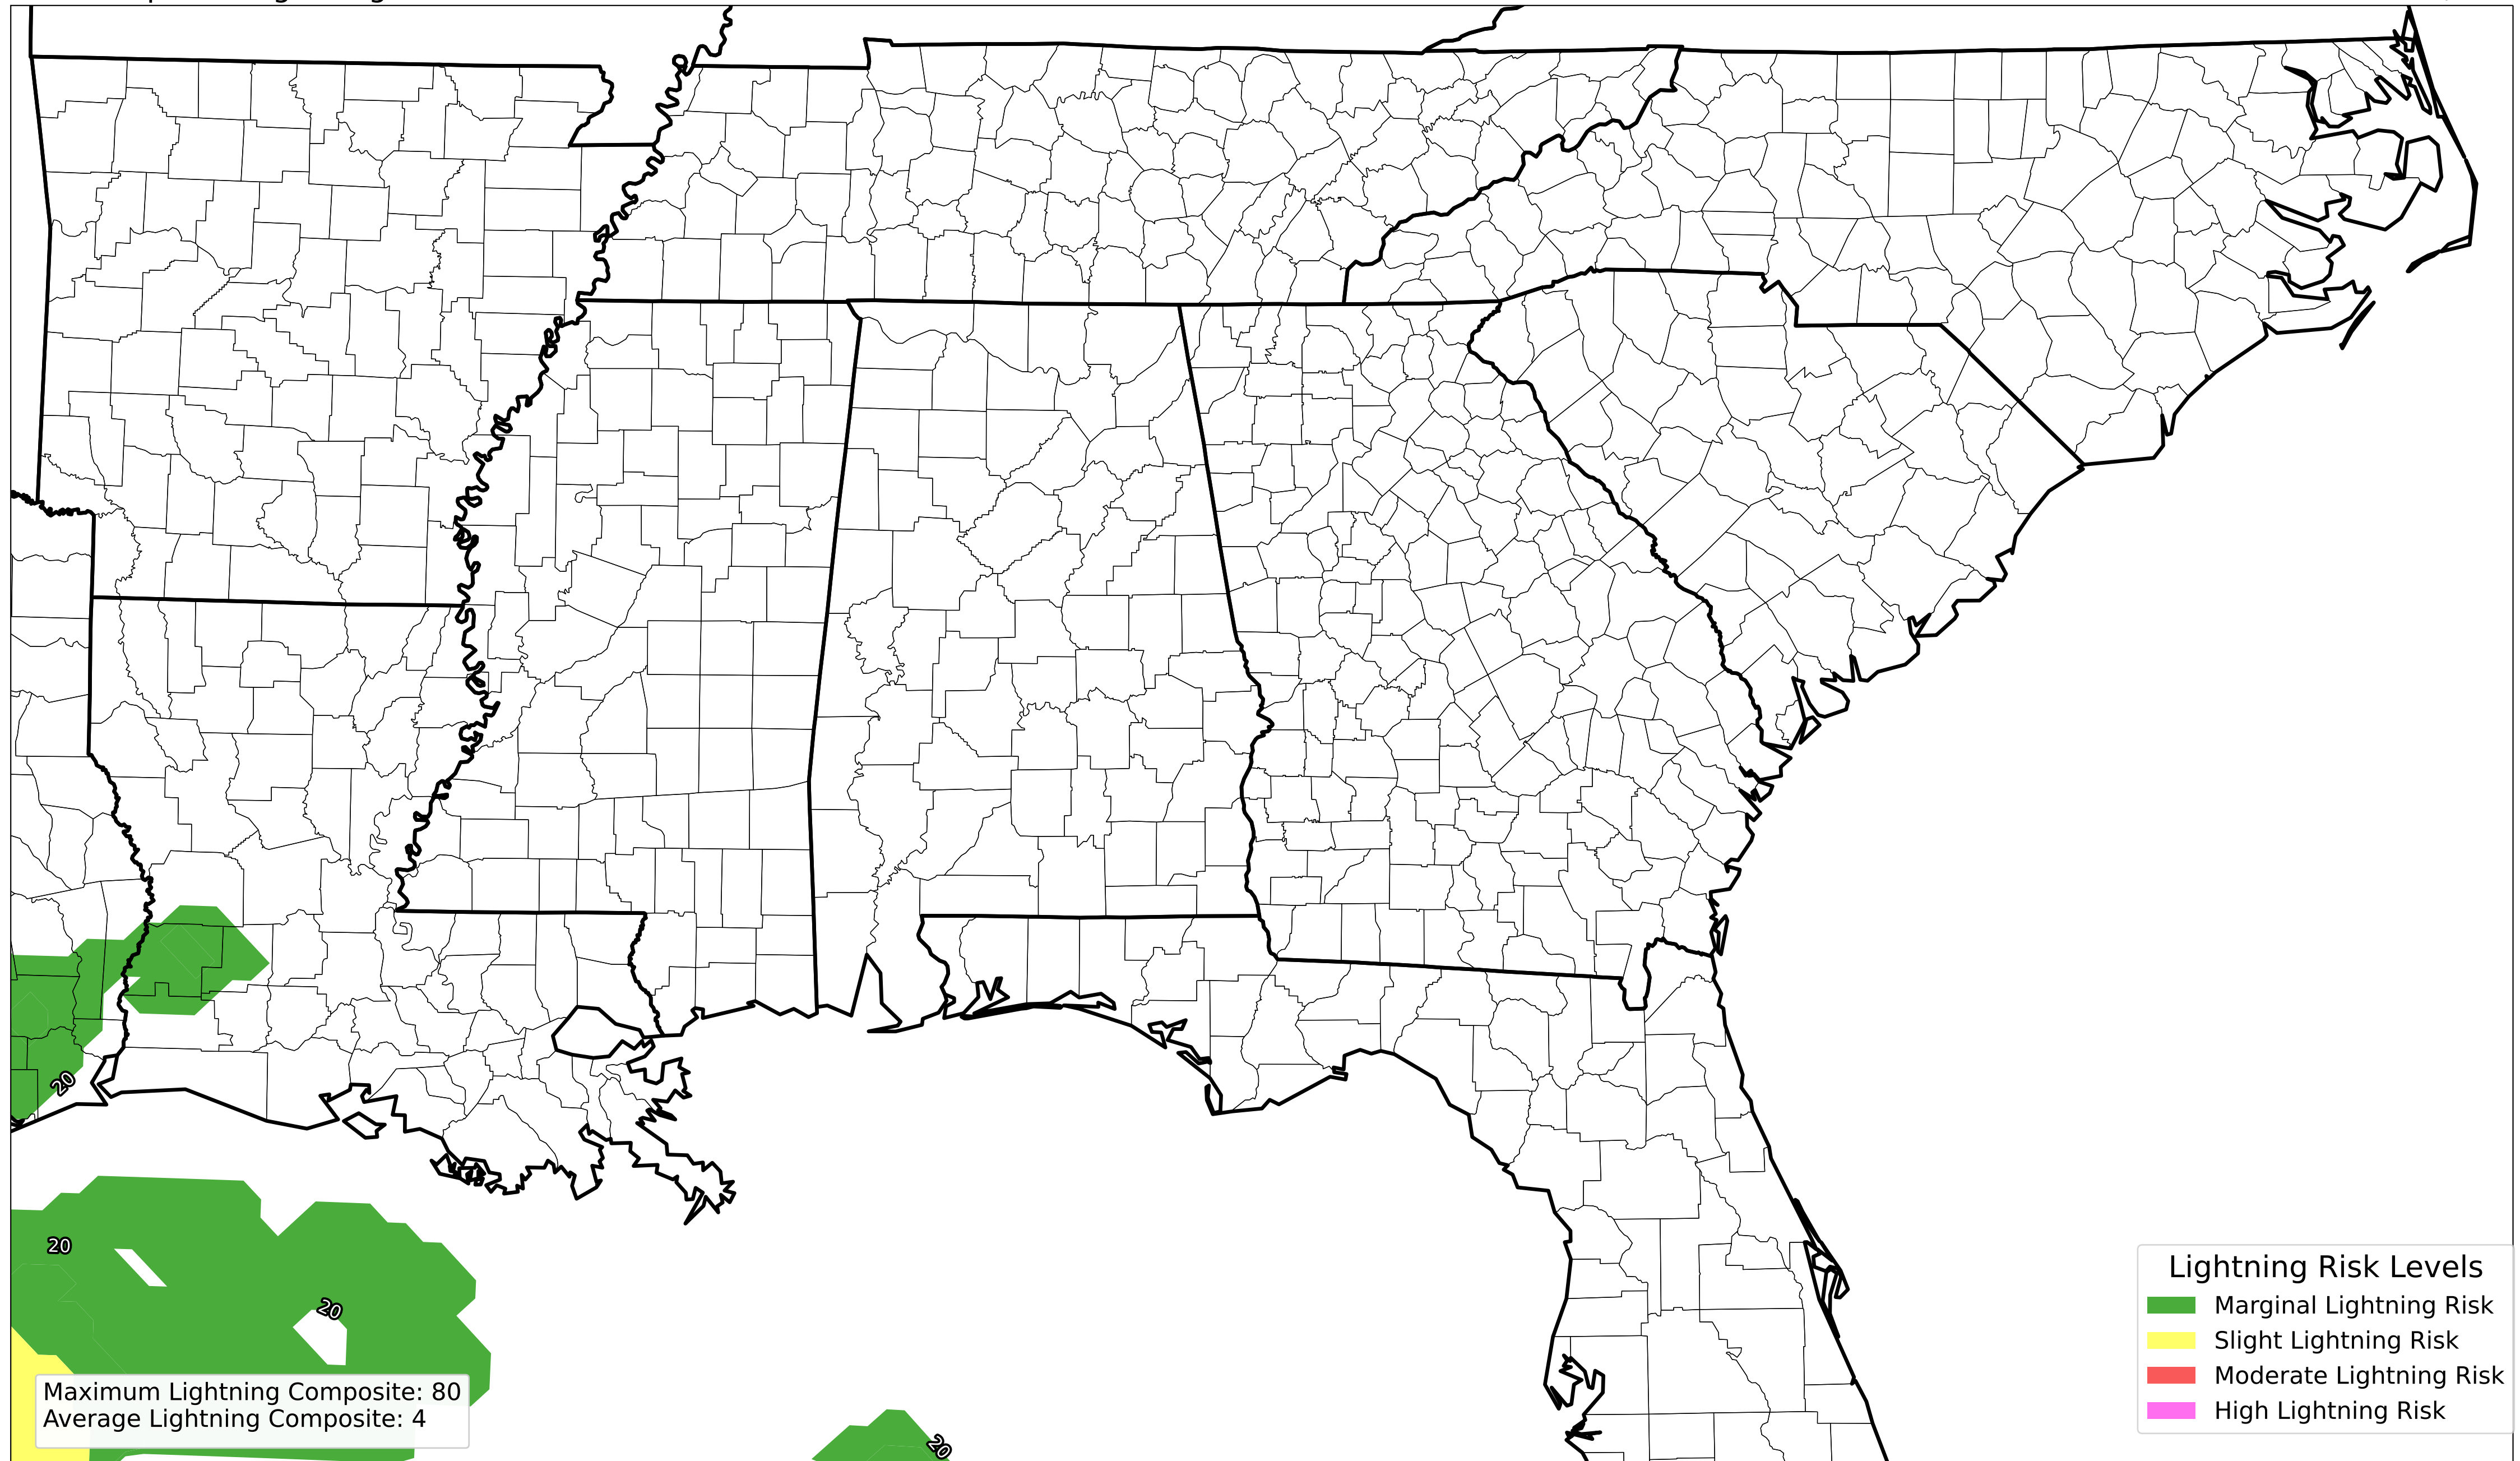 20
20
20
20
Maximum Lightning Composite: 80
Average Lightning Composite: 4
Lightning Risk Levels
Marginal Lightning Risk
Slight Lightning Risk
Moderate Lightning Risk
High Lightning Risk